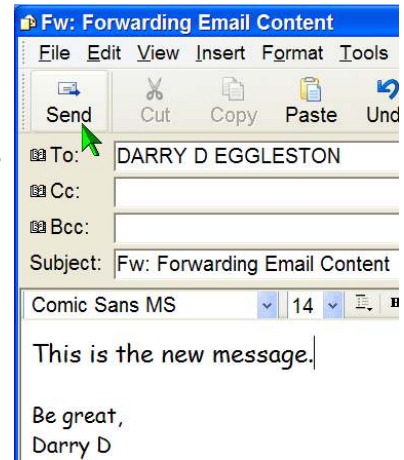 Fw: Forwarding Email Content
File Edit View Insert Format Tools
Send Cut Copy Paste Und
To: DARRY D EGGLESTON
Cc:
Bcc:
Subject: Fw: Forwarding Email Content
Comic Sans MS 14
This is the new message.
Be great,
Darry D